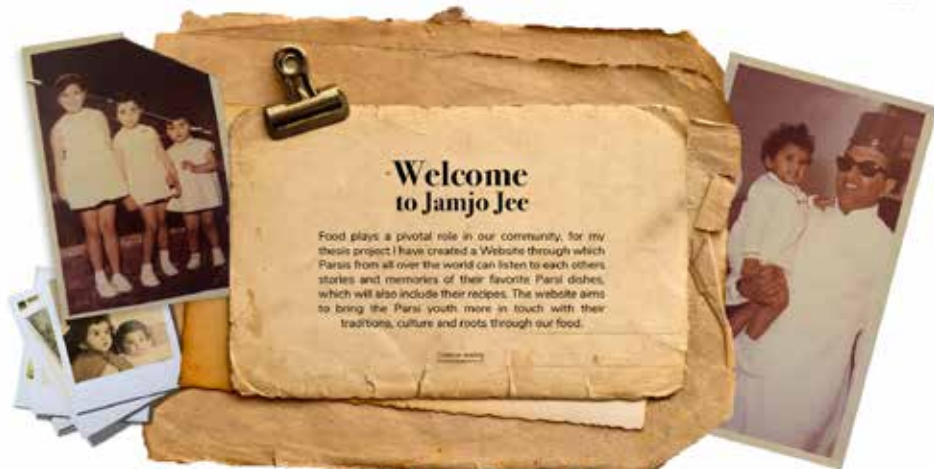 Welcome
to Jamjo Jee
Food plays a pivotal role in our community, for my
thesis project I have created a Website through which
Parsis from all over the world can listen to each others
stories and memories of their favorite Parsi dishes,
which will also include their recipes. The website aims
to bring the Parsi youth more in touch with their
traditions, culture and roots through our food.